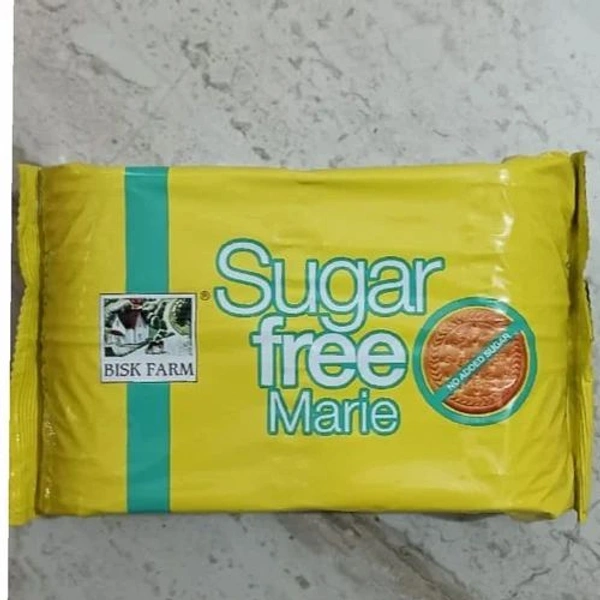 Sugar
free
Marie
®
BISK FARM
NO ADDED SUGAR